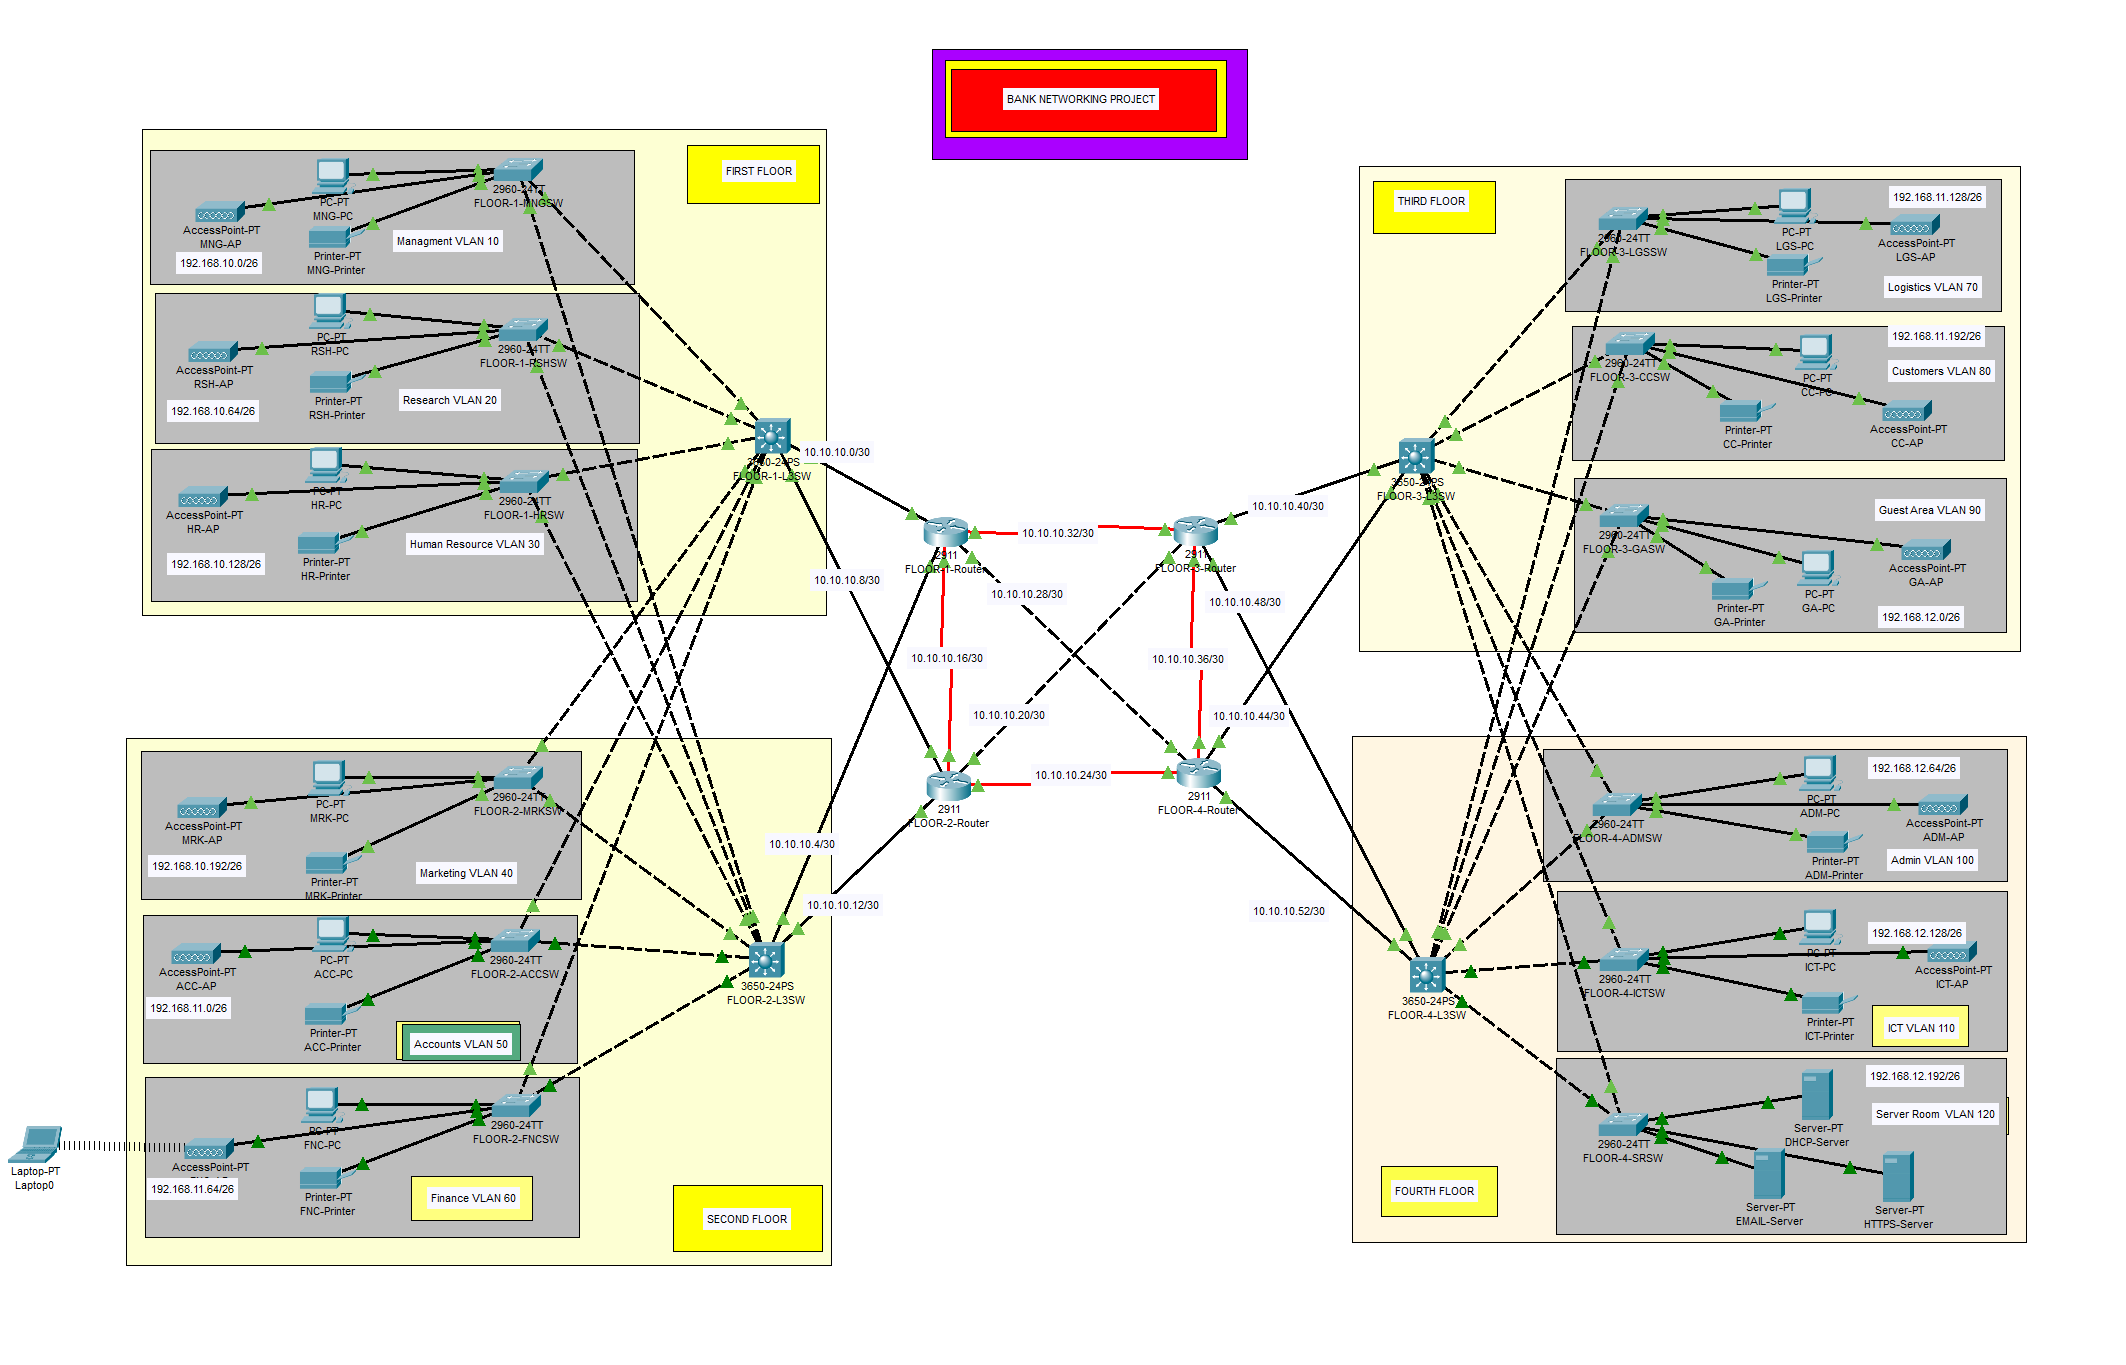 BANK NETWORKING PROJECT
FIRST FLOOR
PC-PT
MNG-PC
2960-24TT
FLOOR-1-MNGSW
AccessPoint-PT
MNG-AP
192.168.10.0/26
Printer-PT
MNG-Printer
Managment VLAN 10
PC-PT
RSH-PC
2960-24TT
FLOOR-1-RSHSW
AccessPoint-PT
RSH-AP
192.168.10.64/26
Printer-PT
RSH-Printer
Research VLAN 20
PC-PT
HR-PC
2960-24TT
FLOOR-1-HRSW
AccessPoint-PT
HR-AP
192.168.10.128/26
Printer-PT
HR-Printer
Human Resource VLAN 30
3650-24PS
FLOOR-1-L3SW
10.10.10.0/30
10.10.10.8/30
2911
FLOOR-1-Router
10.10.10.32/30
2911
FLOOR-3-Router
10.10.10.28/30
10.10.10.48/30
10.10.10.40/30
10.10.10.16/30
10.10.10.36/30
10.10.10.20/30
10.10.10.44/30
10.10.10.24/30
2911
FLOOR-2-Router
2911
FLOOR-4-Router
10.10.10.4/30
10.10.10.12/30
10.10.10.52/30
THIRD FLOOR
2960-24TT
FLOOR-3-LGSSW
PC-PT
LGS-PC
192.168.11.128/26
AccessPoint-PT
LGS-AP
Printer-PT
LGS-Printer
Logistics VLAN 70
2960-24TT
FLOOR-3-CCSW
PC-PT
CC-PC
192.168.11.192/26
Customers VLAN 80
Printer-PT
CC-Printer
AccessPoint-PT
CC-AP
3650-24PS
FLOOR-3-L3SW
2960-24TT
FLOOR-3-GASW
Guest Area VLAN 90
AccessPoint-PT
GA-AP
PC-PT
GA-PC
Printer-PT
GA-Printer
192.168.12.0/26
PC-PT
MRK-PC
2960-24TT
FLOOR-2-MRKSW
AccessPoint-PT
MRK-AP
192.168.10.192/26
Printer-PT
MRK-Printer
Marketing VLAN 40
PC-PT
ACC-PC
2960-24TT
FLOOR-2-ACCSW
AccessPoint-PT
ACC-AP
192.168.11.0/26
Printer-PT
ACC-Printer
Accounts VLAN 50
3650-24PS
FLOOR-2-L3SW
PC-PT
FNC-PC
2960-24TT
FLOOR-2-FNCSW
Laptop-PT
Laptop0
AccessPoint-PT
192.168.11.64/26
Printer-PT
FNC-Printer
Finance VLAN 60
SECOND FLOOR
2960-24TT
FLOOR-4-ADMSW
PC-PT
ADM-PC
192.168.12.64/26
AccessPoint-PT
ADM-AP
Printer-PT
ADM-Printer
Admin VLAN 100
3650-24PS
FLOOR-4-L3SW
2960-24TT
FLOOR-4-ICTSW
PC-PT
ICT-PC
192.168.12.128/26
AccessPoint-PT
ICT-AP
Printer-PT
ICT-Printer
ICT VLAN 110
192.168.12.192/26
Server Room  VLAN 120
2960-24TT
FLOOR-4-SRSW
Server-PT
DHCP-Server
Server-PT
EMAIL-Server
Server-PT
HTTPS-Server
FOURTH FLOOR